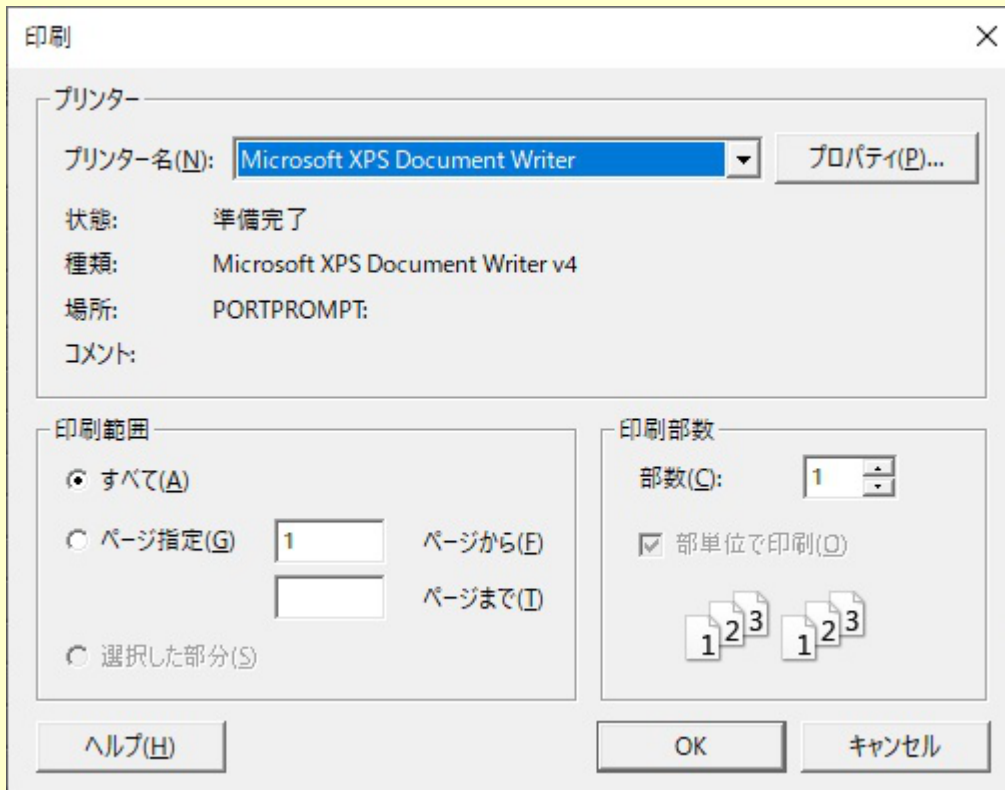 印刷
プリンター
プリンター名(N): Microsoft XPS Document Writer プロパティ(P)...
状態: 準備完了
種類: Microsoft XPS Document Writer v4
場所: PORTPROMPT:
コメント:
印刷範囲
すべて(A)
ページ指定(G) 1 ページから(F)
ページまで(T)
選択した部分(S)
印刷部数
部数(C): 1
部単位で印刷(O)
1 2 3 1 2 3
ヘルプ(H) OK キャンセル